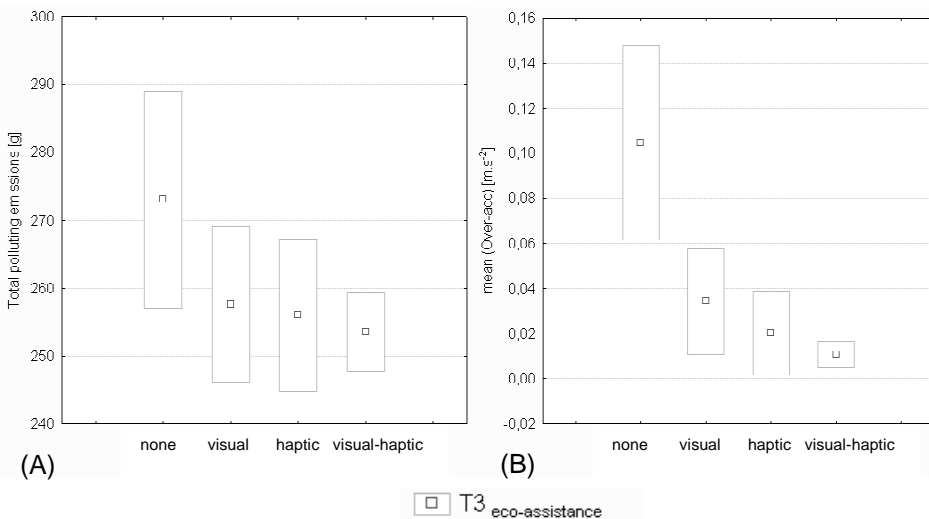 300
290
280
270
260
250
240
Total polluting emissions [g]
none visual haptic visual-haptic
(A)
0,16
0,14
0,12
0,10
0,08
0,06
0,04
0,02
0,00
-0,02
mean (Over-acc) [m.s-2]
none visual haptic visual-haptic
(B)
T3 eco-assistance